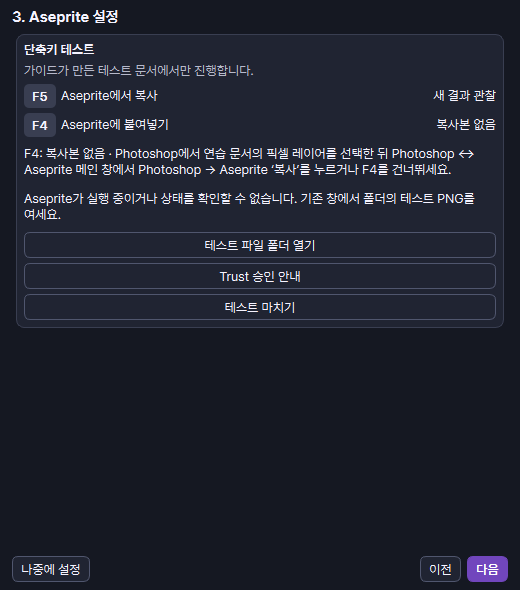 3. Aseprite 설정
단축키 테스트
가이드가 만든 테스트 문서에서만 진행합니다.
F5 Aseprite에서 복사 새 결과 관찰
F4 Aseprite에 붙여넣기 복사본 없음
F4: 복사본 없음 · Photoshop에서 연습 문서의 픽셀 레이어를 선택한 뒤 Photoshop ↔
Aseprite 메인 창에서 Photoshop → Aseprite ‘복사’를 누르거나 F4를 건너뛰세요.
Aseprite가 실행 중이거나 상태를 확인할 수 없습니다. 기존 창에서 폴더의 테스트 PNG를
여세요.
테스트 파일 폴더 열기
Trust 승인 안내
테스트 마치기
나중에 설정 이전 다음